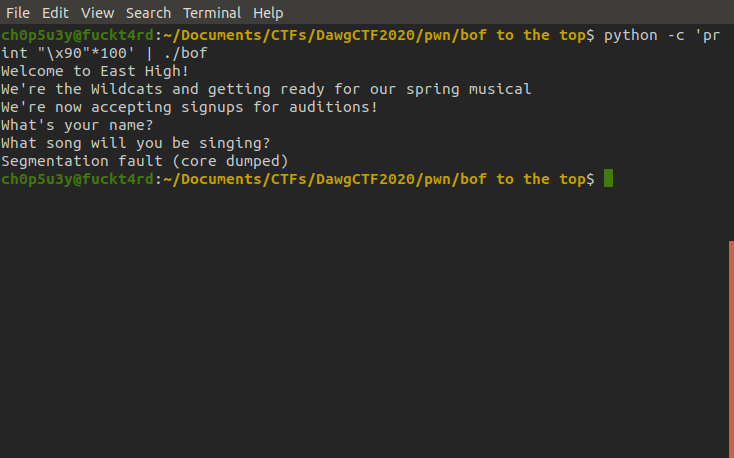 File Edit View Search Terminal Help
ch0p5u3y@fuckt4rd:~/Documents/CTFs/DawgCTF2020/pwn/bof to the top$ python -c 'pr
int "\x90"*100' | ./bof
Welcome to East High!
We're the Wildcats and getting ready for our spring musical
We're now accepting signups for auditions!
What's your name?
What song will you be singing?
Segmentation fault (core dumped)
ch0p5u3y@fuckt4rd:~/Documents/CTFs/DawgCTF2020/pwn/bof to the top$